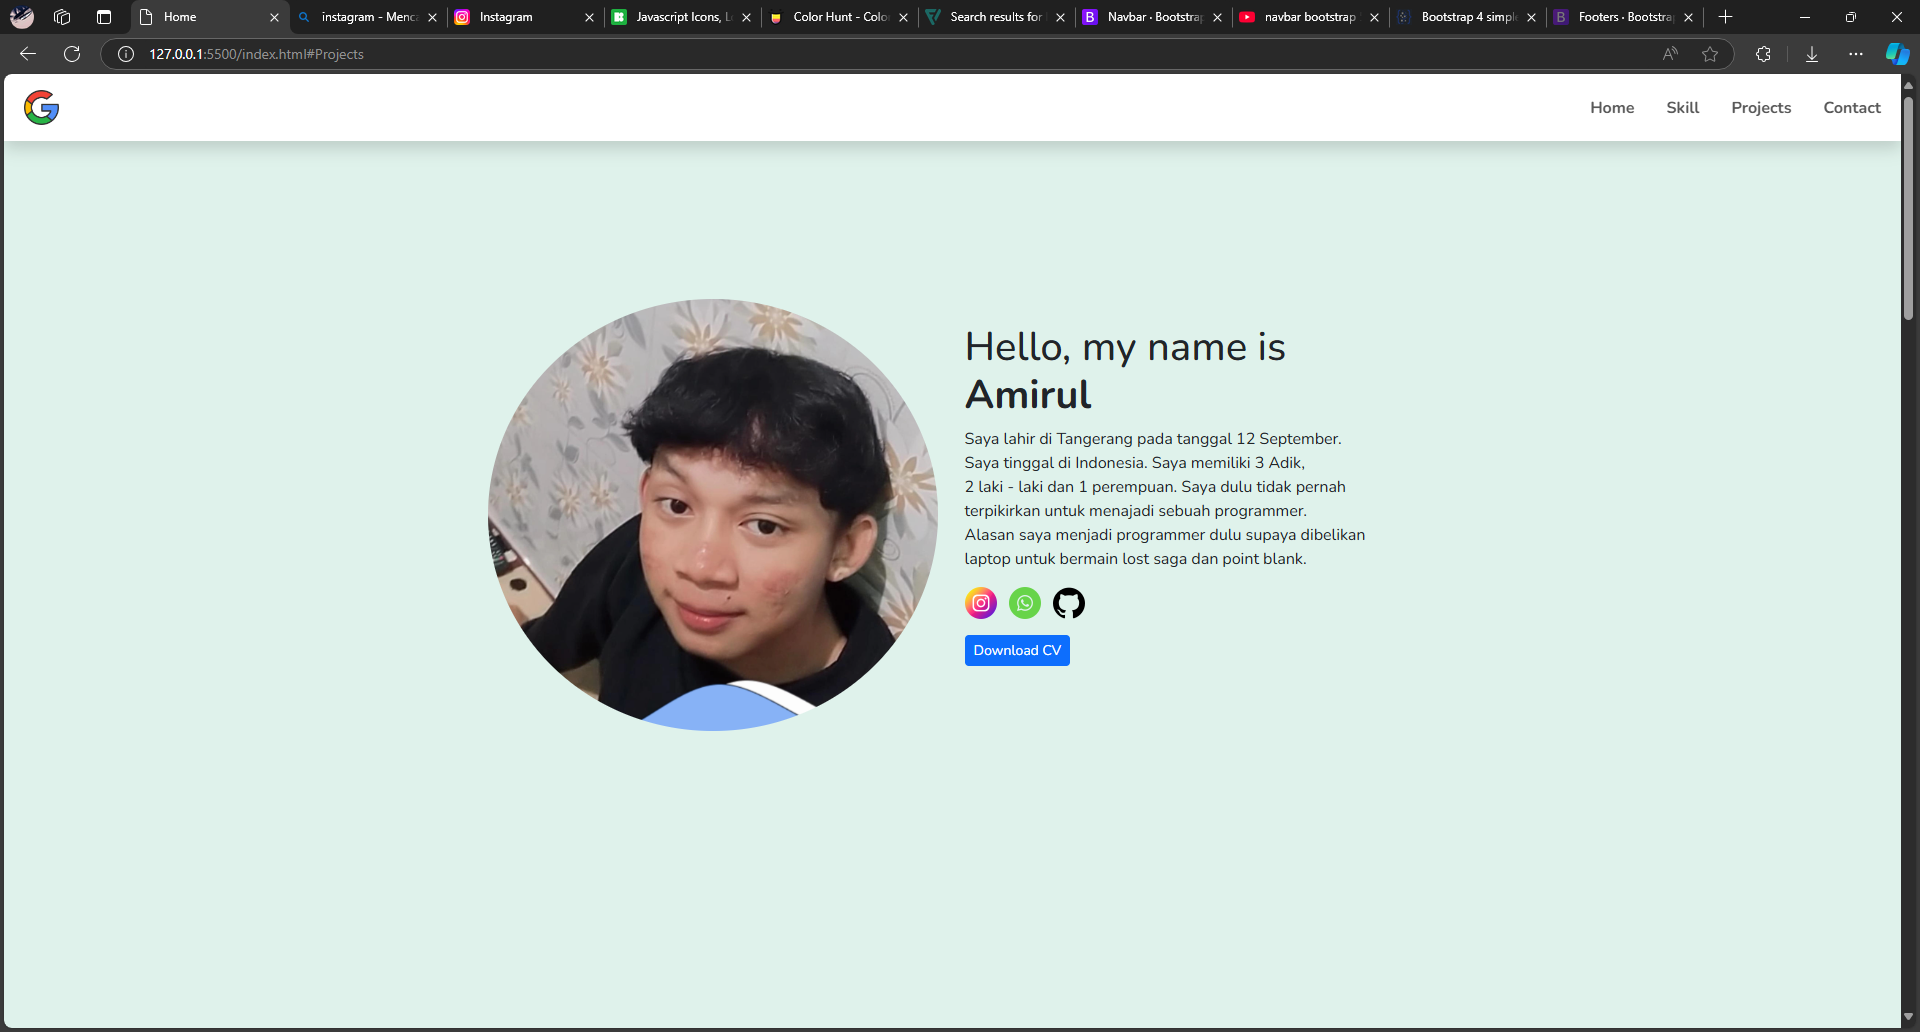 Home
instagram - Menc
Instagram
Javascript Icons, L
Color Hunt - Colo
Search results for
Navbar · Bootstrap
navbar bootstrap
Bootstrap 4 simple
Footers · Bootstra
127.0.0.1:5500/index.html#Projects
Home
Skill
Projects
Contact
Hello, my name is
Amirul
Saya lahir di Tangerang pada tanggal 12 September.
Saya tinggal di Indonesia. Saya memiliki 3 Adik,
2 laki - laki dan 1 perempuan. Saya dulu tidak pernah
terpikirkan untuk menajadi sebuah programmer.
Alasan saya menjadi programmer dulu supaya dibelikan
laptop untuk bermain lost saga dan point blank.
Download CV